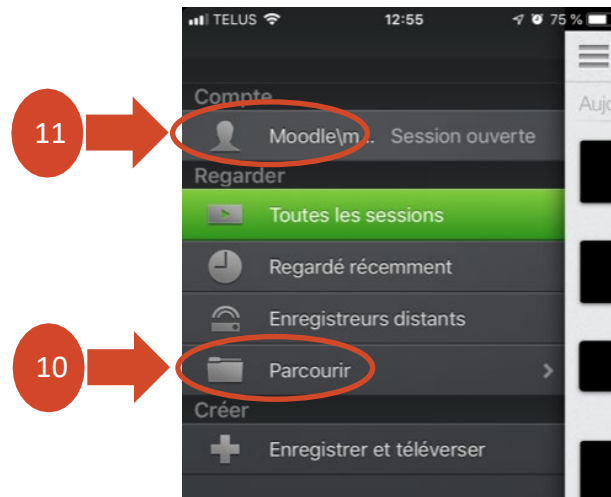 TELUS 12:55 75 %
Compte
11
Moodle\m... Session ouverte
Regarder
Toutes les sessions
Regardé récemment
Enregistreurs distants
10
Parcourir
Créer
Enregistrer et téléverser